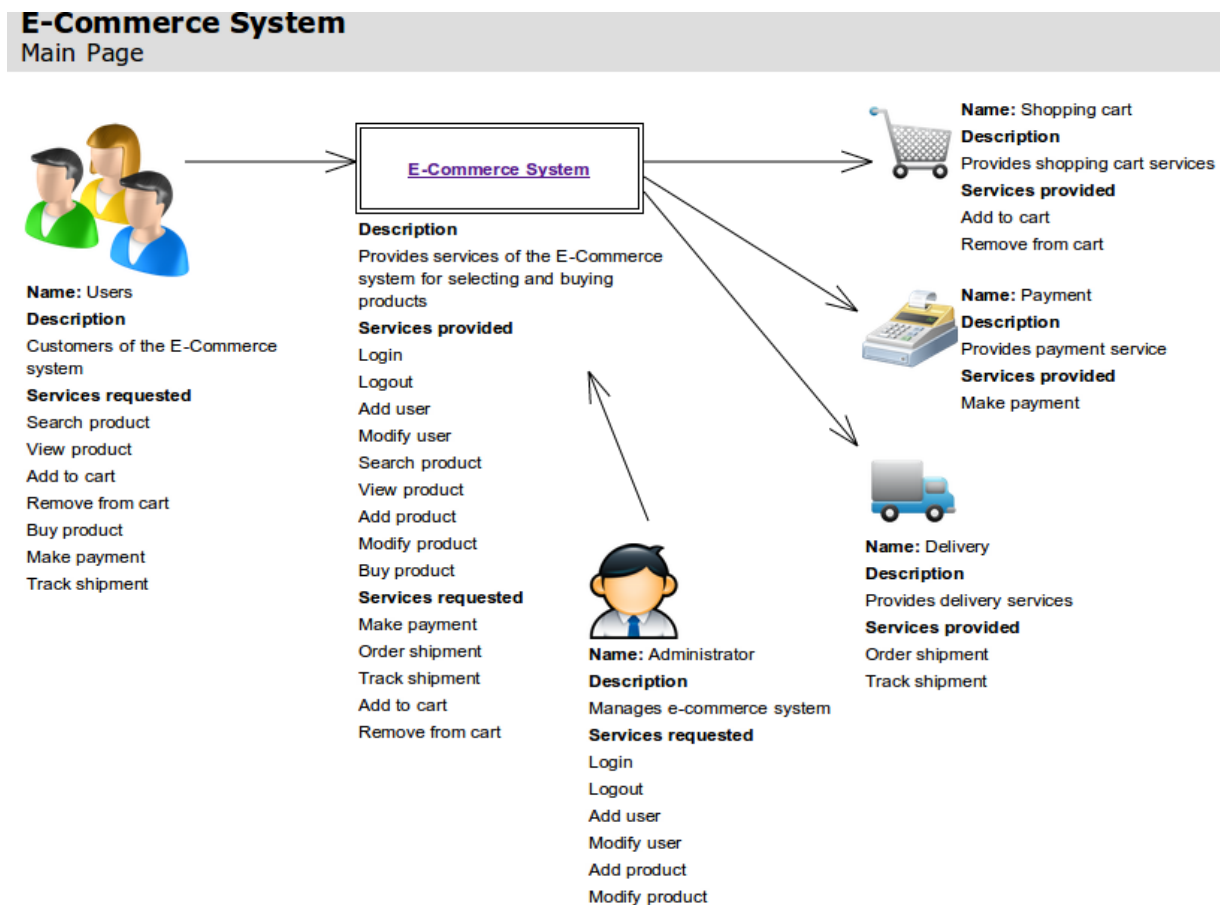 E-Commerce System
Main Page
Name: Users
Description
Customers of the E-Commerce
system
Services requested
Search product
View product
Add to cart
Remove from cart
Buy product
Make payment
Track shipment
E-Commerce System
Description
Provides services of the E-Commerce
system for selecting and buying
products
Services provided
Login
Logout
Add user
Modify user
Search product
View product
Add product
Modify product
Buy product
Services requested
Make payment
Order shipment
Track shipment
Add to cart
Remove from cart
Name: Administrator
Description
Manages e-commerce system
Services requested
Login
Logout
Add user
Modify user
Add product
Modify product
Name: Shopping cart
Description
Provides shopping cart services
Services provided
Add to cart
Remove from cart
Name: Payment
Description
Provides payment service
Services provided
Make payment
Name: Delivery
Description
Provides delivery services
Services provided
Order shipment
Track shipment